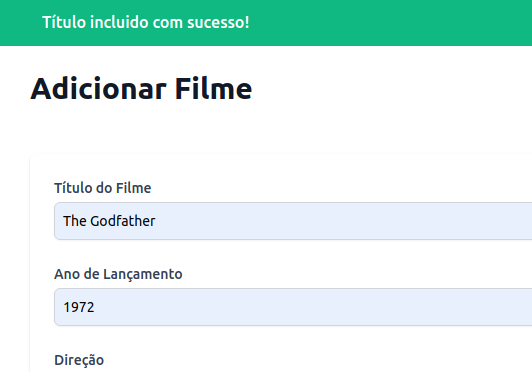 Título incluido com sucesso!
Adicionar Filme
Título do Filme
The Godfather
Ano de Lançamento
1972
Direção